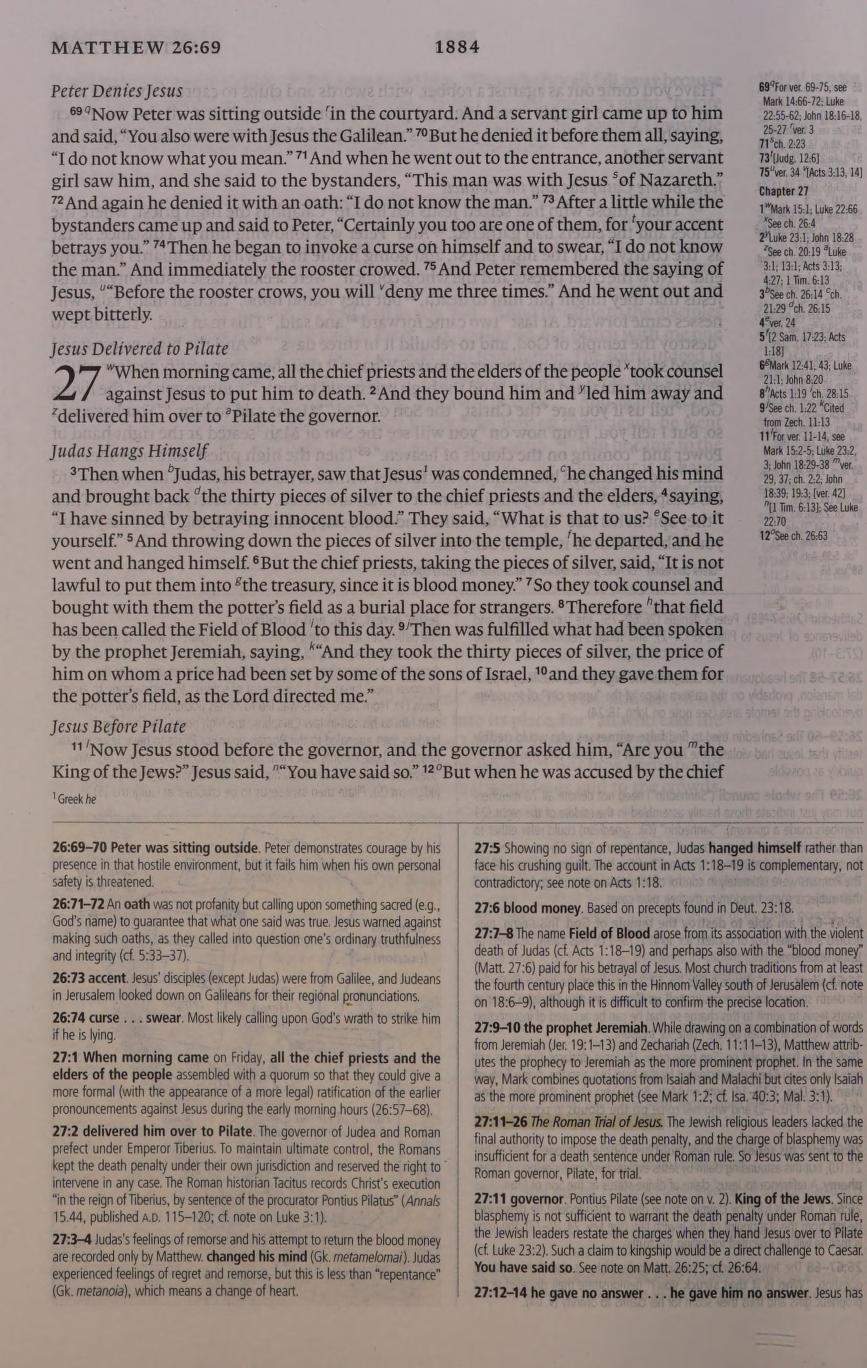 MATTHEW 26:69
1884
Peter Denies Jesus
69 qNow Peter was sitting outside rin the courtyard. And a servant girl came up to him
and said, “You also were with Jesus the Galilean.” 70 But he denied it before them all, saying,
“I do not know what you mean.” 71 And when he went out to the entrance, another servant
girl saw him, and she said to the bystanders, “This man was with Jesus sof Nazareth.”
72 And again he denied it with an oath: “I do not know the man.” 73 After a little while the
bystanders came up and said to Peter, “Certainly you too are one of them, for tyour accent
betrays you.” 74 Then he began to invoke a curse on himself and to swear, “I do not know
the man.” And immediately the rooster crowed. 75 And Peter remembered the saying of
Jesus, u“Before the rooster crows, you will vdeny me three times.” And he went out and
wept bitterly.
Jesus Delivered to Pilate
27 wWhen morning came, all the chief priests and the elders of the people xtook counsel
against Jesus to put him to death. 2 And they bound him and yled him away and
zdelivered him over to aPilate the governor.
Judas Hangs Himself
3 Then when bJudas, his betrayer, saw that Jesus1 was condemned, che changed his mind
and brought back dthe thirty pieces of silver to the chief priests and the elders, 4 saying,
“I have sinned by betraying innocent blood.” They said, “What is that to us? eSee to it
yourself.” 5 And throwing down the pieces of silver into the temple, fhe departed, and he
went and hanged himself. 6 But the chief priests, taking the pieces of silver, said, “It is not
lawful to put them into gthe treasury, since it is blood money.” 7 So they took counsel and
bought with them the potter’s field as a burial place for strangers. 8 Therefore hthat field
has been called the Field of Blood ito this day. 9 jThen was fulfilled what had been spoken
by the prophet Jeremiah, saying, k“And they took the thirty pieces of silver, the price of
him on whom a price had been set by some of the sons of Israel, 10 and they gave them for
the potter’s field, as the Lord directed me.”
Jesus Before Pilate
11 lNow Jesus stood before the governor, and the governor asked him, “Are you mthe
King of the Jews?” Jesus said, n“You have said so.” 12 oBut when he was accused by the chief
1 Greek he
69 qFor ver. 69-75, see
Mark 14:66-72; Luke
22:55-62; John 18:16-18,
25-27 rver. 3
71 sch. 2:23
73 t[Judg. 12:6]
75 uver. 34 v[Acts 3:13, 14]
Chapter 27
1 wMark 15:1; Luke 22:66
xSee ch. 26:4
2 yLuke 23:1; John 18:28
zSee ch. 20:19 aLuke
3:1; 13:1; Acts 3:13;
4:27; 1 Tim. 6:13
3 bSee ch. 26:14 cch.
21:29 dch. 26:15
4 ever. 24
5 f[2 Sam. 17:23; Acts
1:18]
6 gMark 12:41, 43; Luke
21:1; John 8:20
8 hActs 1:19 ich. 28:15
9 jSee ch. 1:22 kCited
from Zech. 11:13
11 lFor ver. 11-14, see
Mark 15:2-5; Luke 23:2,
3; John 18:29-38 mver.
29, 37; ch. 2:2; John
18:39; 19:3; [ver. 42]
n[1 Tim. 6:13]; See Luke
22:70
12 oSee ch. 26:63
26:69–70 Peter was sitting outside. Peter demonstrates courage by his
presence in that hostile environment, but it fails him when his own personal
safety is threatened.
26:71–72 An oath was not profanity but calling upon something sacred (e.g.,
God’s name) to guarantee that what one said was true. Jesus warned against
making such oaths, as they called into question one’s ordinary truthfulness
and integrity (cf. 5:33–37).
26:73 accent. Jesus’ disciples (except Judas) were from Galilee, and Judeans
in Jerusalem looked down on Galileans for their regional pronunciations.
26:74 curse . . . swear. Most likely calling upon God’s wrath to strike him
if he is lying.
27:1 When morning came on Friday, all the chief priests and the
elders of the people assembled with a quorum so that they could give a
more formal (with the appearance of a more legal) ratification of the earlier
pronouncements against Jesus during the early morning hours (26:57–68).
27:2 delivered him over to Pilate. The governor of Judea and Roman
prefect under Emperor Tiberius. To maintain ultimate control, the Romans
kept the death penalty under their own jurisdiction and reserved the right to
intervene in any case. The Roman historian Tacitus records Christ’s execution
“in the reign of Tiberius, by sentence of the procurator Pontius Pilatus” (Annals
15.44, published A.D. 115–120; cf. note on Luke 3:1).
27:3–4 Judas’s feelings of remorse and his attempt to return the blood money
are recorded only by Matthew. changed his mind (Gk. metamelomai). Judas
experienced feelings of regret and remorse, but this is less than “repentance”
(Gk. metanoia), which means a change of heart.
27:5 Showing no sign of repentance, Judas hanged himself rather than
face his crushing guilt. The account in Acts 1:18–19 is complementary, not
contradictory; see note on Acts 1:18.
27:6 blood money. Based on precepts found in Deut. 23:18.
27:7–8 The name Field of Blood arose from its association with the violent
death of Judas (cf. Acts 1:18–19) and perhaps also with the “blood money”
(Matt. 27:6) paid for his betrayal of Jesus. Most church traditions from at least
the fourth century place this in the Hinnom Valley south of Jerusalem (cf. note
on 18:6–9), although it is difficult to confirm the precise location.
27:9–10 the prophet Jeremiah. While drawing on a combination of words
from Jeremiah (Jer. 19:1–13) and Zechariah (Zech. 11:11–13), Matthew attrib-
utes the prophecy to Jeremiah as the more prominent prophet. In the same
way, Mark combines quotations from Isaiah and Malachi but cites only Isaiah
as the more prominent prophet (see Mark 1:2; cf. Isa. 40:3; Mal. 3:1).
27:11–26 The Roman Trial of Jesus. The Jewish religious leaders lacked the
final authority to impose the death penalty, and the charge of blasphemy was
insufficient for a death sentence under Roman rule. So Jesus was sent to the
Roman governor, Pilate, for trial.
27:11 governor. Pontius Pilate (see note on v. 2). King of the Jews. Since
blasphemy is not sufficient to warrant the death penalty under Roman rule,
the Jewish leaders restate the charges when they hand Jesus over to Pilate
(cf. Luke 23:2). Such a claim to kingship would be a direct challenge to Caesar.
You have said so. See note on Matt. 26:25; cf. 26:64.
27:12–14 he gave no answer . . . he gave him no answer. Jesus has